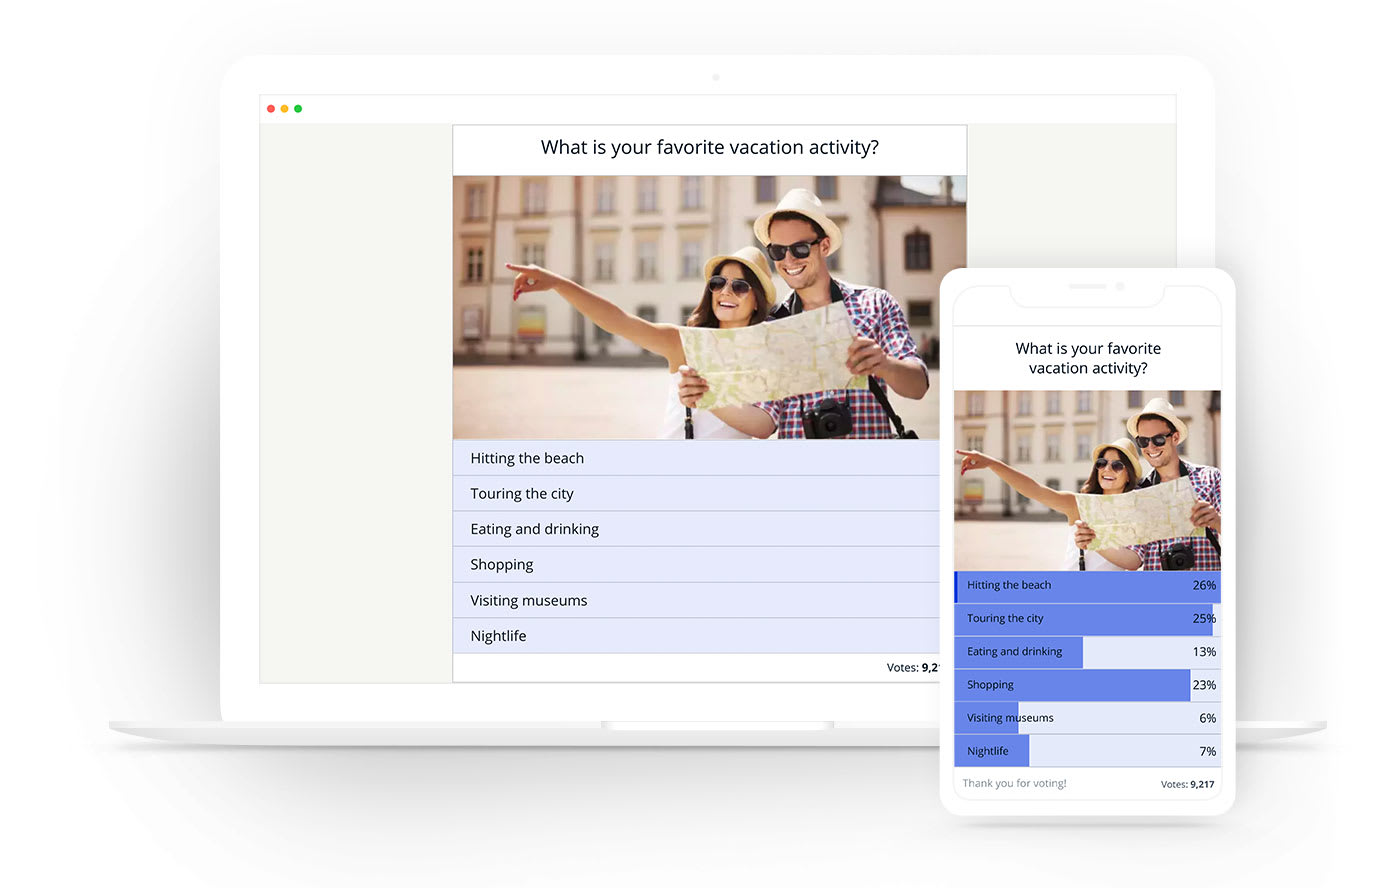 What is your favorite vacation activity?
Hitting the beach
Touring the city
Eating and drinking
Shopping
Visiting museums
Nightlife
Votes: 9,2
What is your favorite
vacation activity?
Hitting the beach 26%
Touring the city 25%
Eating and drinking 13%
Shopping 23%
Visiting museums 6%
Nightlife 7%
Thank you for voting! Votes: 9,217